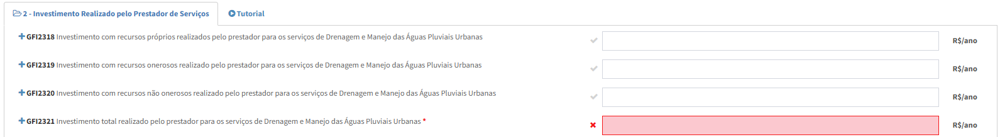 2 - Investimento Realizado pelo Prestador de Serviços Tutorial
GFI2318 Investimento com recursos próprios realizados pelo prestador para os serviços de Drenagem e Manejo das Águas Pluviais Urbanas R$/ano
GFI2319 Investimento com recursos onerosos realizado pelo prestador para os serviços de Drenagem e Manejo das Águas Pluviais Urbanas R$/ano
GFI2320 Investimento com recursos não onerosos realizado pelo prestador para os serviços de Drenagem e Manejo das Águas Pluviais Urbanas R$/ano
GFI2321 Investimento total realizado pelo prestador para os serviços de Drenagem e Manejo das Águas Pluviais Urbanas * R$/ano